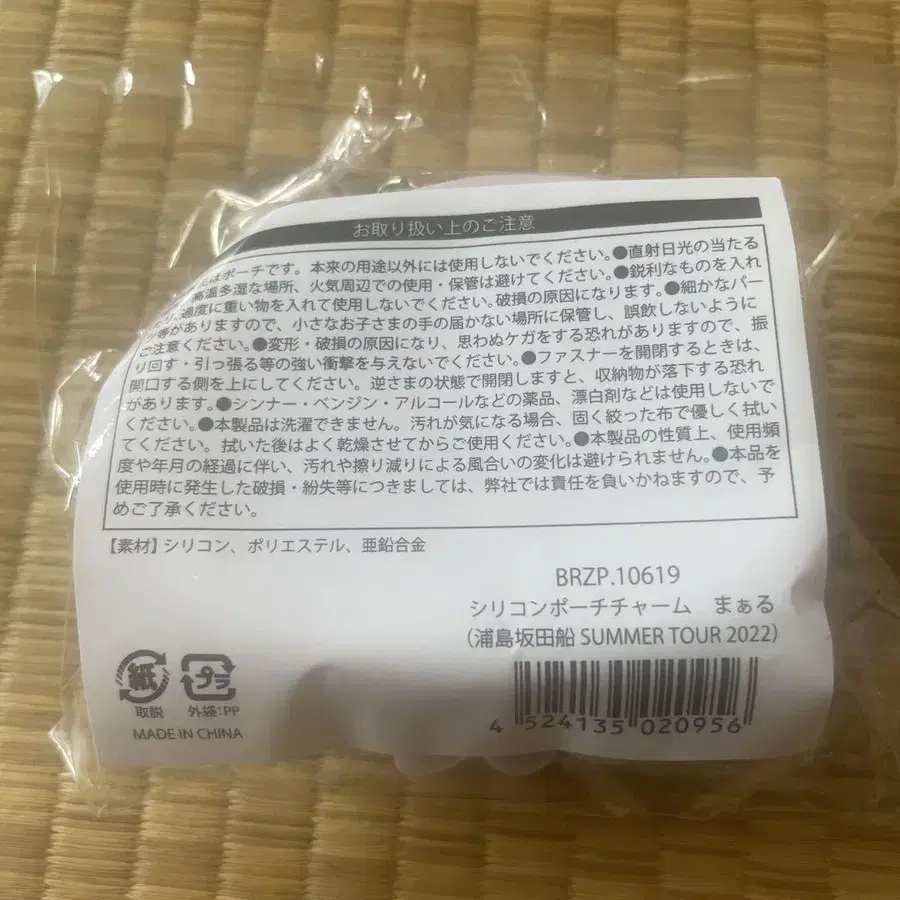 お取り扱い上のご注意
はポーチです。本来の用途以外には使用しないでください。●直射日光の当たる
高温多湿な場所、火気周辺での使用・保管は避けてください。●鋭利なものを入れ
過度に重い物を入れて使用しないでください。破損の原因になります。●細かなパー
等がありますので、小さなお子さまの手の届かない場所に保管し、誤飲しないように
ご注意ください。●変形・破損の原因になり、思わぬケガをする恐れがありますので、振
り回す・引っ張る等の強い衝撃を与えないでください。●ファスナーを開閉するときは、
開口する側を上にしてください。逆さまの状態で開閉しますと、収納物が落下する恐れ
があります。●シンナー・ベンジン・アルコールなどの薬品、漂白剤などは使用しないで
ください。●本製品は洗濯できません。汚れが気になる場合、固く絞った布で優しく拭い
てください。拭いた後はよく乾燥させてからご使用ください。●本製品の性質上、使用頻
度や年月の経過に伴い、汚れや擦り減りによる風合いの変化は避けられません。●本品を
使用時に発生した破損・紛失等につきましては、弊社では責任を負いかねますので、予
めご了承ください。
【素材】シリコン、ポリエステル、亜鉛合金
BRZP.10619
シリコンポーチチャーム まぁる
（浦島坂田船 SUMMER TOUR 2022）
紙 プラ
取説 外袋:PP
MADE IN CHINA
4 524135 020956